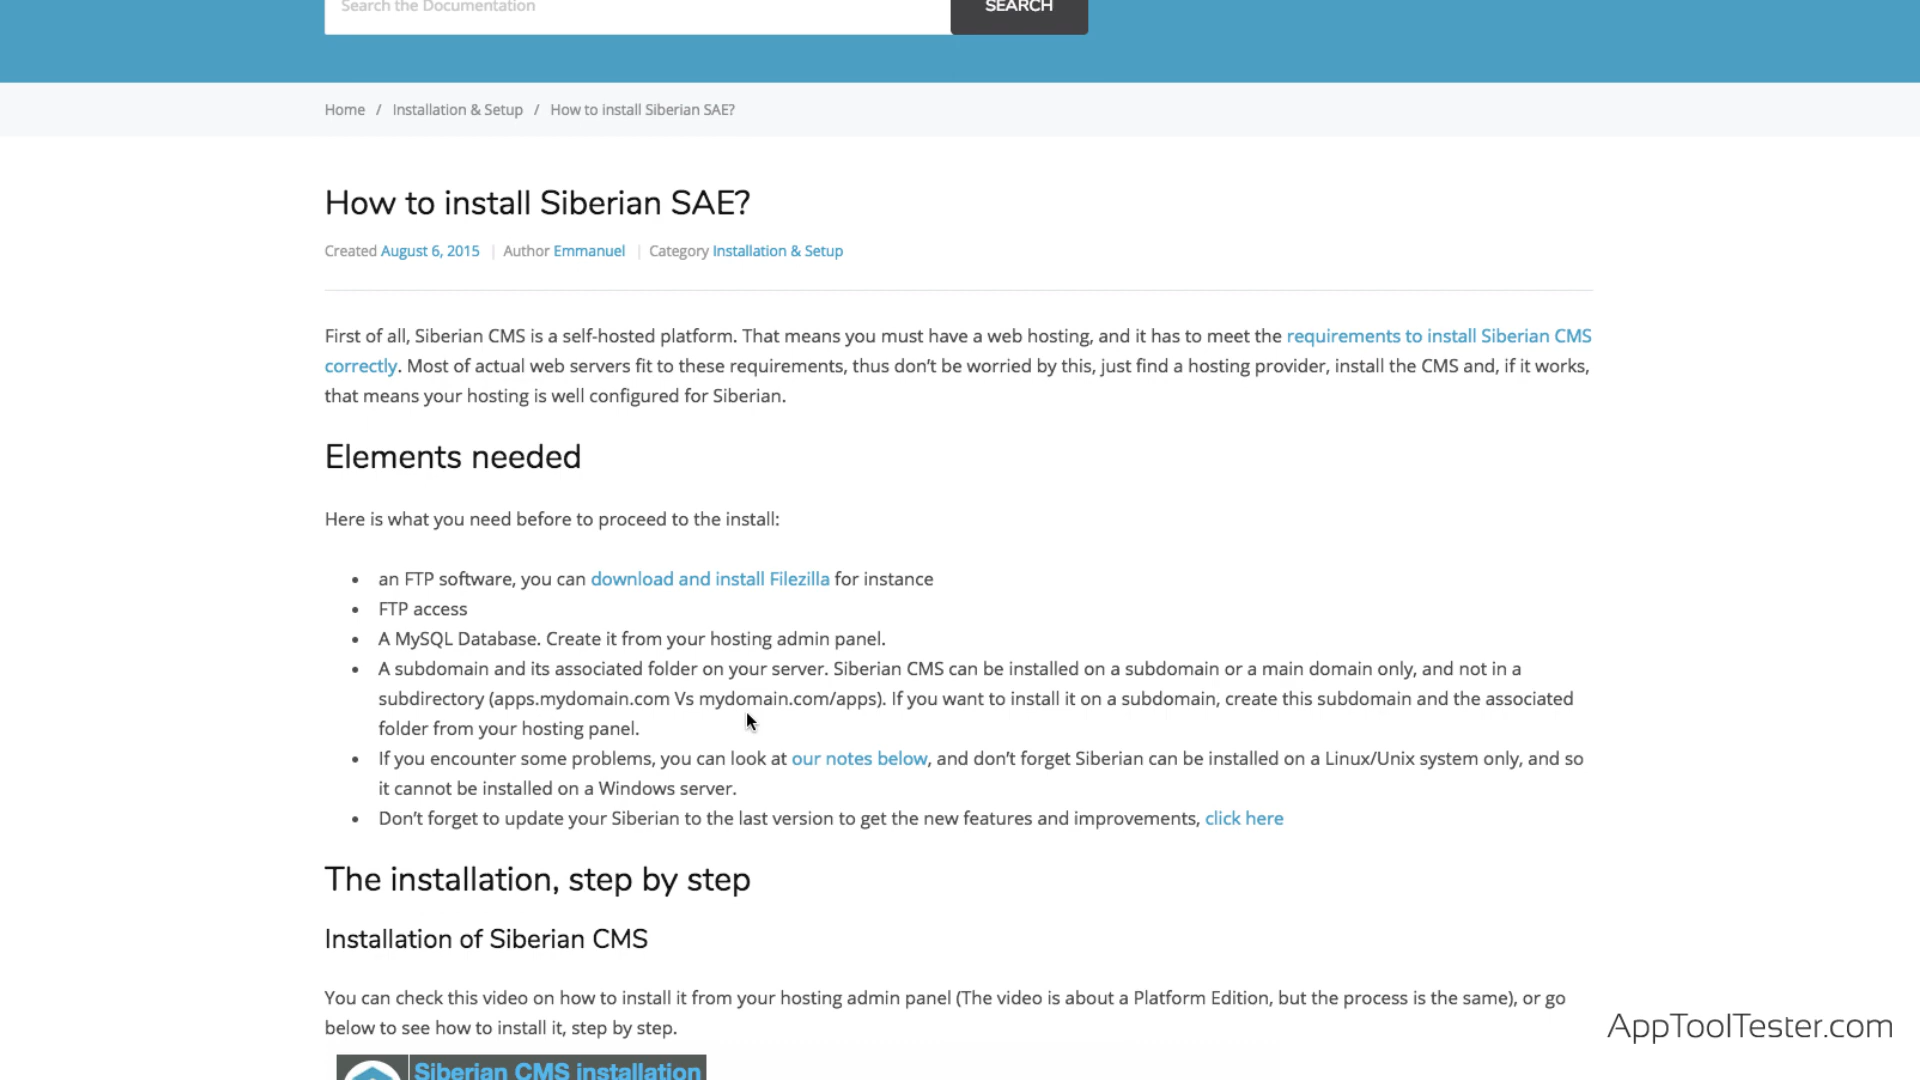 Search the Documentation
SEARCH
Home / Installation & Setup / How to install Siberian SAE?
How to install Siberian SAE?
Created August 6, 2015 | Author Emmanuel | Category Installation & Setup
First of all, Siberian CMS is a self-hosted platform. That means you must have a web hosting, and it has to meet the requirements to install Siberian CMS
correctly. Most of actual web servers fit to these requirements, thus don't be worried by this, just find a hosting provider, install the CMS and, if it works,
that means your hosting is well configured for Siberian.
Elements needed
Here is what you need before to proceed to the install:
• an FTP software, you can download and install Filezilla for instance
• FTP access
• A MySQL Database. Create it from your hosting admin panel.
• A subdomain and its associated folder on your server. Siberian CMS can be installed on a subdomain or a main domain only, and not in a
subdirectory (apps.mydomain.com Vs mydomain.com/apps). If you want to install it on a subdomain, create this subdomain and the associated
folder from your hosting panel.
• If you encounter some problems, you can look at our notes below, and don't forget Siberian can be installed on a Linux/Unix system only, and so
it cannot be installed on a Windows server.
• Don't forget to update your Siberian to the last version to get the new features and improvements, click here
The installation, step by step
Installation of Siberian CMS
You can check this video on how to install it from your hosting admin panel (The video is about a Platform Edition, but the process is the same), or go
below to see how to install it, step by step.
AppToolTester.com
Siberian CMS installation